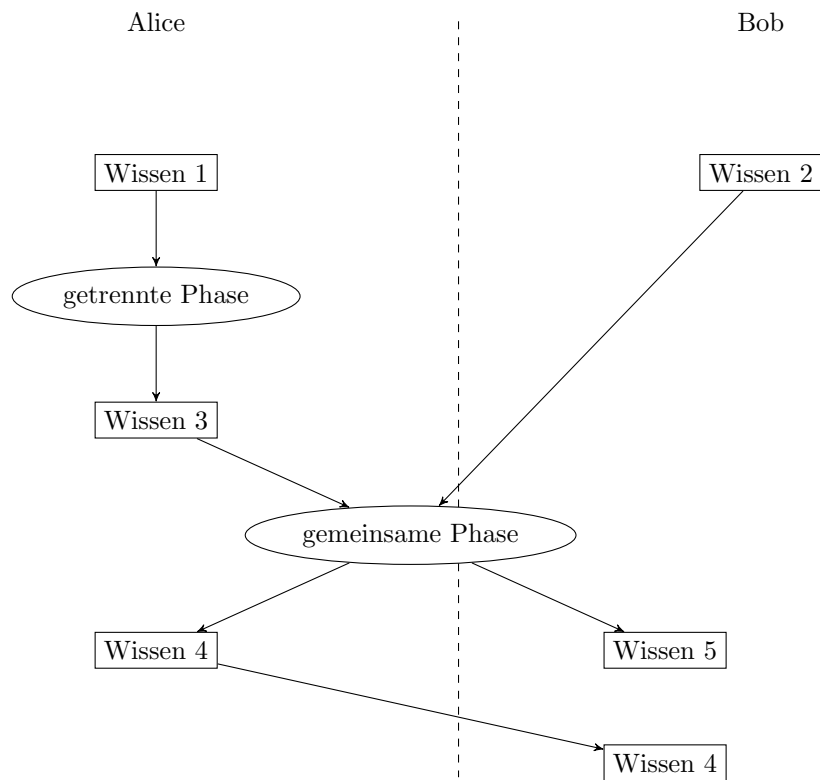 Alice
Bob
Wissen 1
Wissen 2
getrennte Phase
Wissen 3
gemeinsame Phase
Wissen 4
Wissen 5
Wissen 4